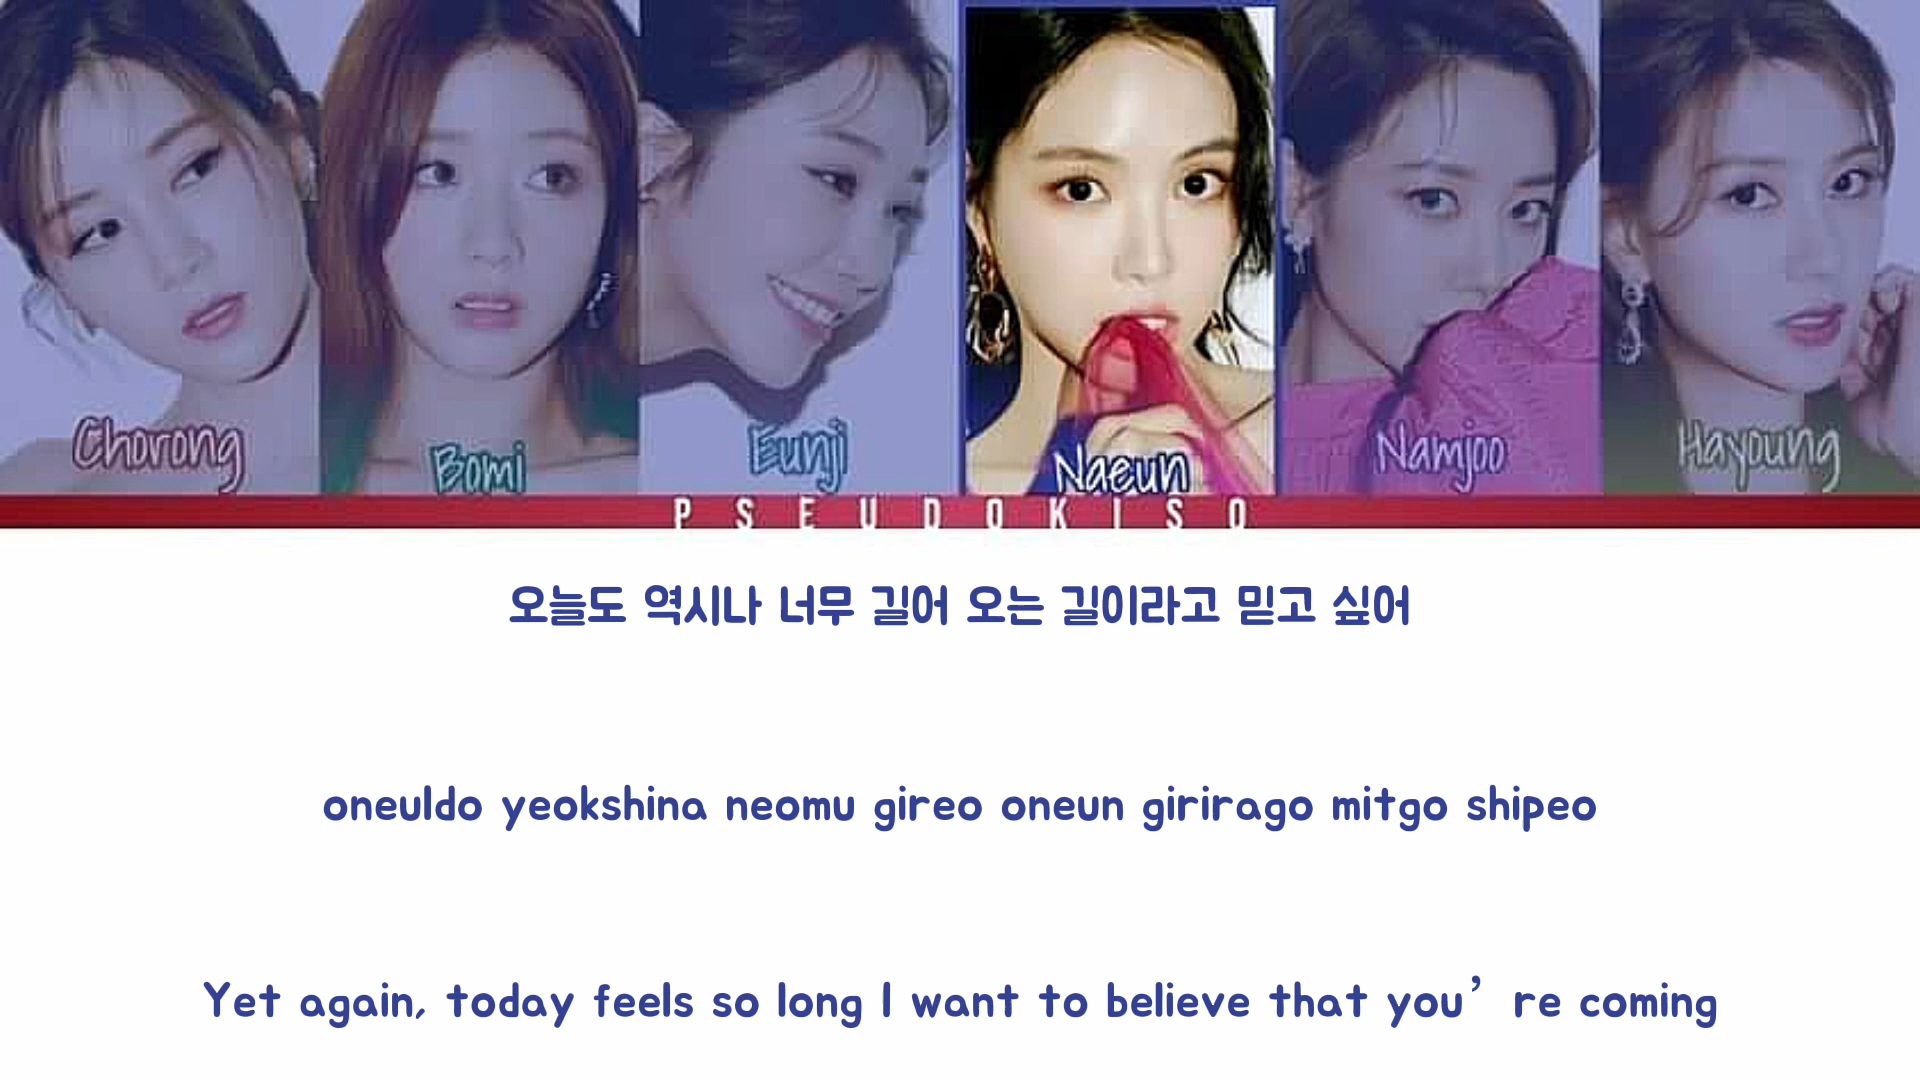 Chorong
Bomi
Eunji
Naeun
Namjoo
Hayoung
PSEUDOKISO
오늘도 역시나 너무 길어 오는 길이라고 믿고 싶어
oneuldo yeokshina neomu gireo oneun girirago mitgo shipeo
Yet again, today feels so long I want to believe that you’re coming